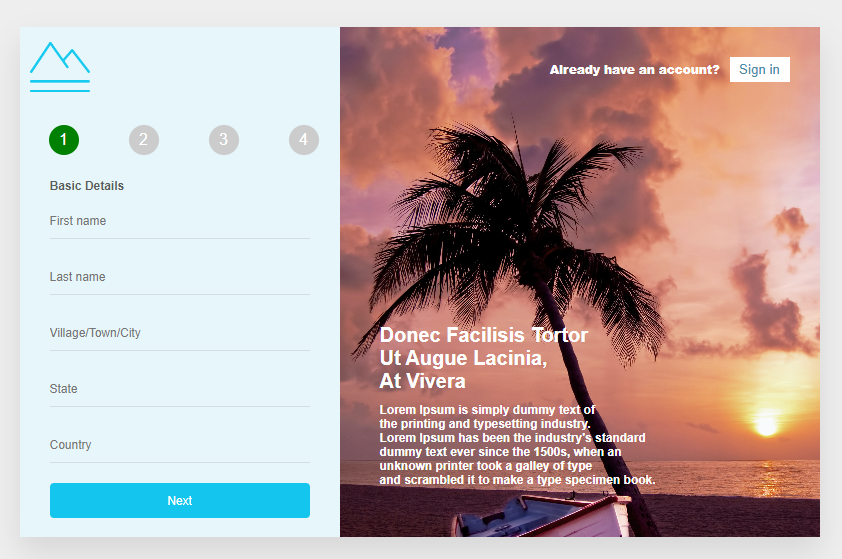 Already have an account? Sign in
1 2 3 4
Basic Details
First name
Last name
Village/Town/City
State
Country
Next
Donec Facilisis Tortor
Ut Augue Lacinia,
At Vivera
Lorem Ipsum is simply dummy text of
the printing and typesetting industry.
Lorem Ipsum has been the industry's standard
dummy text ever since the 1500s, when an
unknown printer took a galley of type
and scrambled it to make a type specimen book.